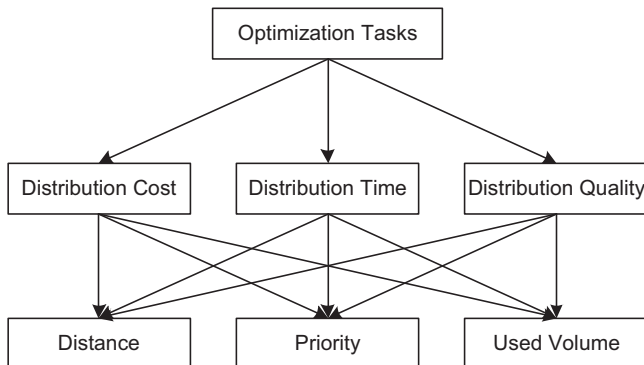 Optimization Tasks
Distribution Cost
Distribution Time
Distribution Quality
Distance
Priority
Used Volume